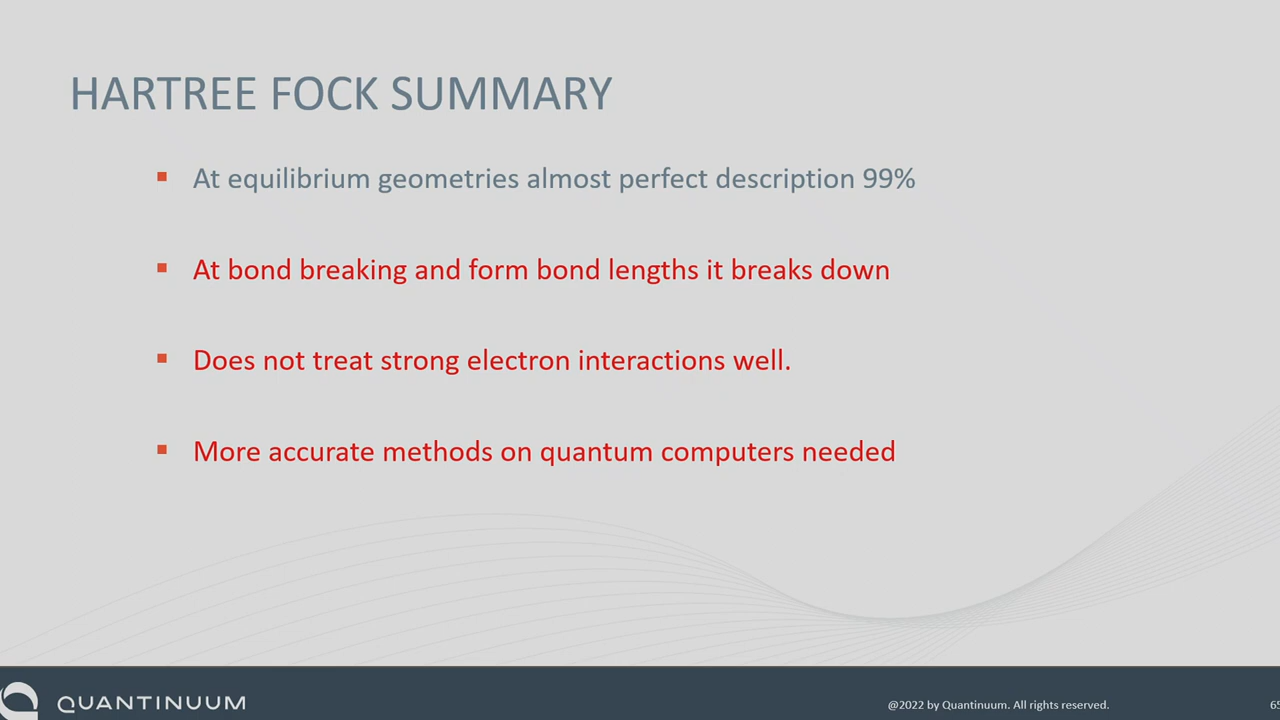 HARTREE FOCK SUMMARY
▪ At equilibrium geometries almost perfect description 99%
▪ At bond breaking and form bond lengths it breaks down
▪ Does not treat strong electron interactions well.
▪ More accurate methods on quantum computers needed
QUANTINUUM
@2022 by Quantinuum. All rights reserved.